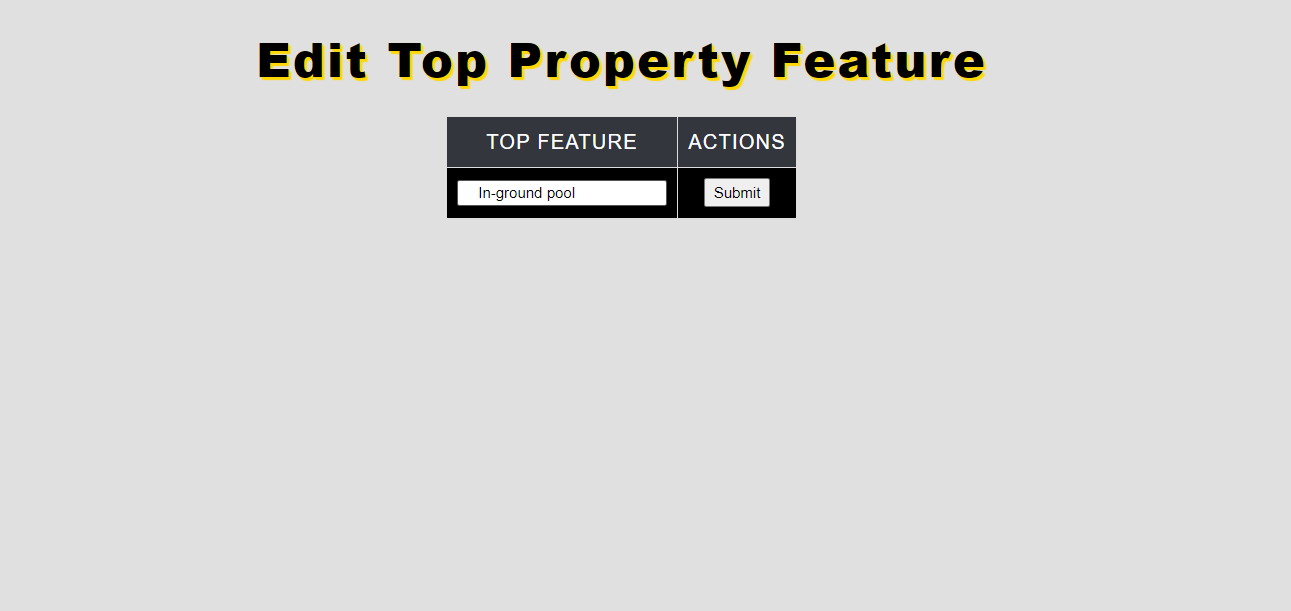 Edit Top Property Feature
TOP FEATURE ACTIONS
In-ground pool Submit